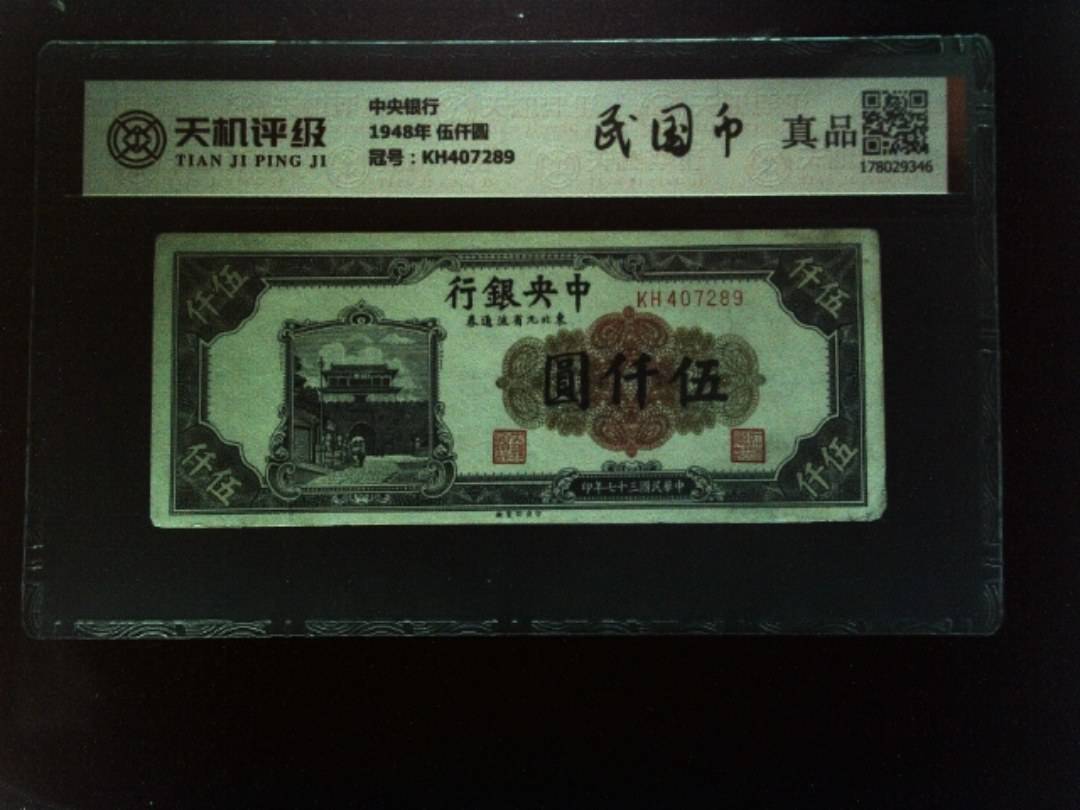 天机评级
TIAN JI PING JI
中央银行
1948年 伍仟圆
冠号：KH407289
民国币
真品
178029346
仟伍
仟伍
行銀央中
KH407289
券通流省九北東
圓仟伍
印年七十三國民華中
仟伍
仟伍